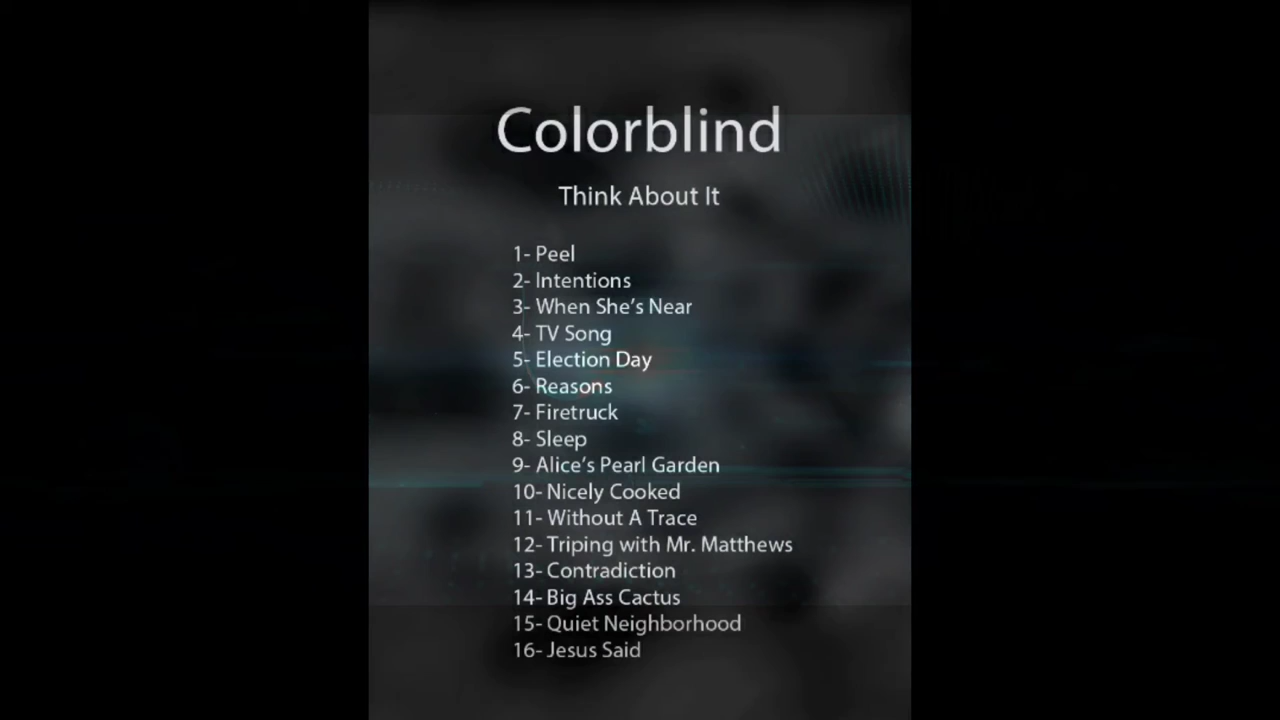 Colorblind
Think About It
1- Peel
2- Intentions
3- When She's Near
4- TV Song
5- Election Day
6- Reasons
7- Firetruck
8- Sleep
9- Alice's Pearl Garden
10- Nicely Cooked
11- Without A Trace
12- Triping with Mr. Matthews
13- Contradiction
14- Big Ass Cactus
15- Quiet Neighborhood
16- Jesus Said